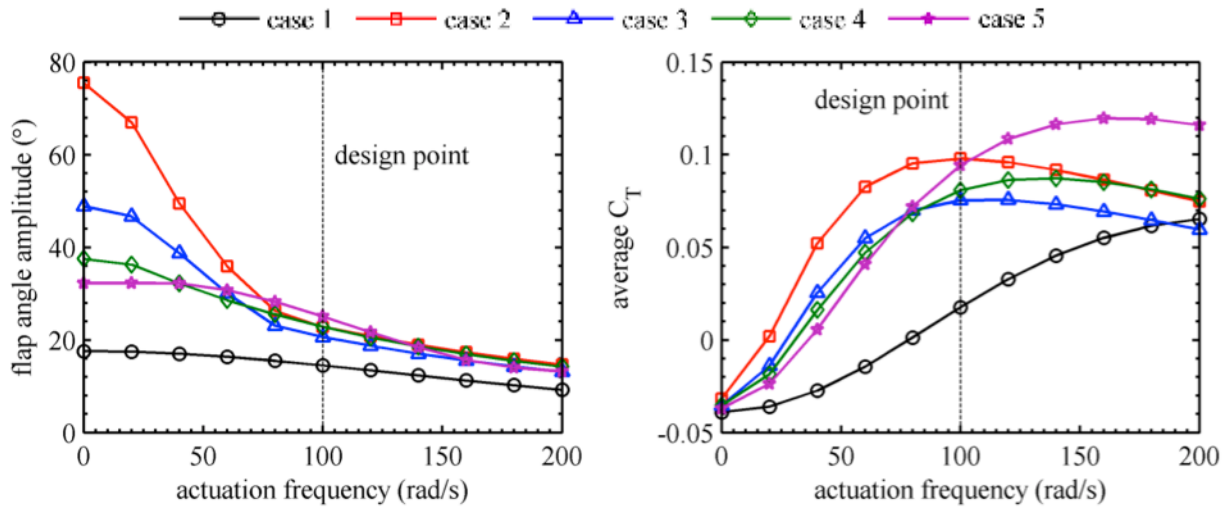 case 1 case 2 case 3 case 4 case 5
80
60
40
20
0
0 50 100 150 200
flap angle amplitude (°)
actuation frequency (rad/s)
design point
0.15
0.1
0.05
0
-0.05
0 50 100 150 200
average C_T
actuation frequency (rad/s)
design point